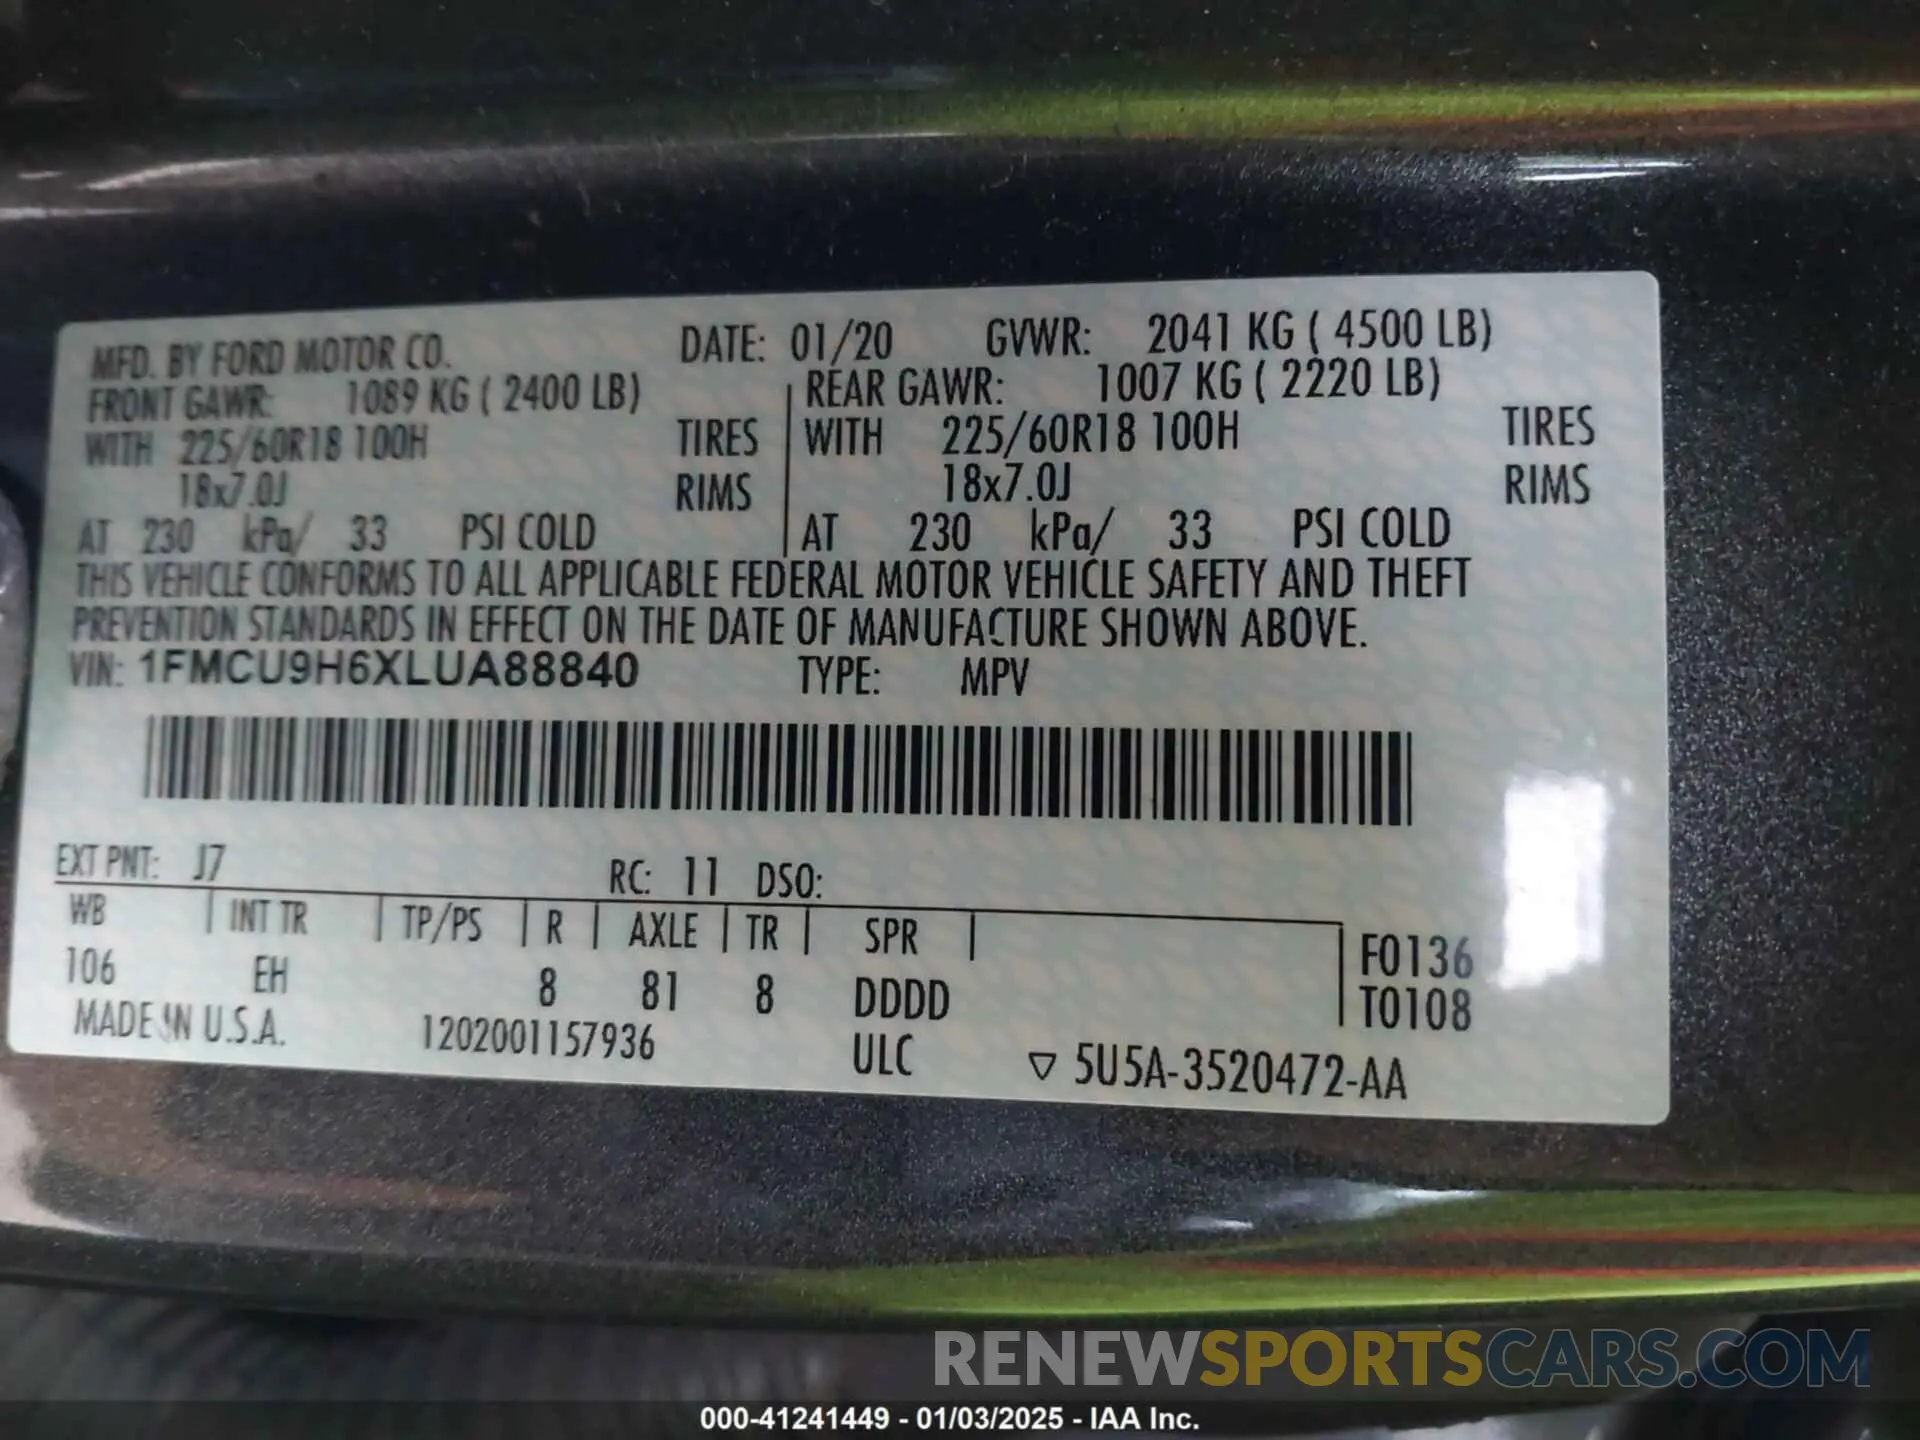 MFD. BY FORD MOTOR CO. DATE: 01/20 GVWR: 2041 KG ( 4500 LB)
FRONT GAWR: 1089 KG ( 2400 LB) REAR GAWR: 1007 KG ( 2220 LB)
WITH 225/60R18 100H TIRES WITH 225/60R18 100H TIRES
18x7.0J RIMS 18x7.0J RIMS
AT 230 kPa/ 33 PSI COLD AT 230 kPa/ 33 PSI COLD
THIS VEHICLE CONFORMS TO ALL APPLICABLE FEDERAL MOTOR VEHICLE SAFETY AND THEFT
PREVENTION STANDARDS IN EFFECT ON THE DATE OF MANUFACTURE SHOWN ABOVE.
VIN: 1FMCU9H6XLUA88840 TYPE: MPV
EXT PNT: J7 RC: 11 DSO:
WB INT TR TP/PS R AXLE TR SPR F0136
106 EH 8 81 8 DDDD T0108
MADE IN U.S.A. 1202001157936 ULC ▽ 5U5A-3520472-AA
RENEWSPORTSCARS.COM
000-41241449 - 01/03/2025 - IAA Inc.